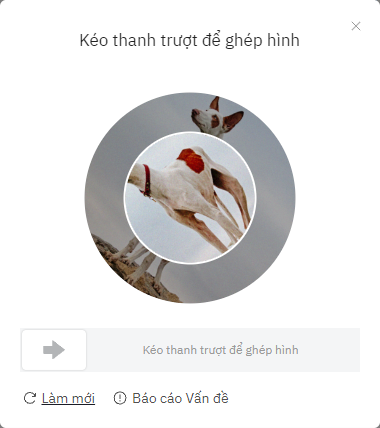 Kéo thanh trượt để ghép hình
Kéo thanh trượt để ghép hình
Làm mới
Báo cáo Vấn đề